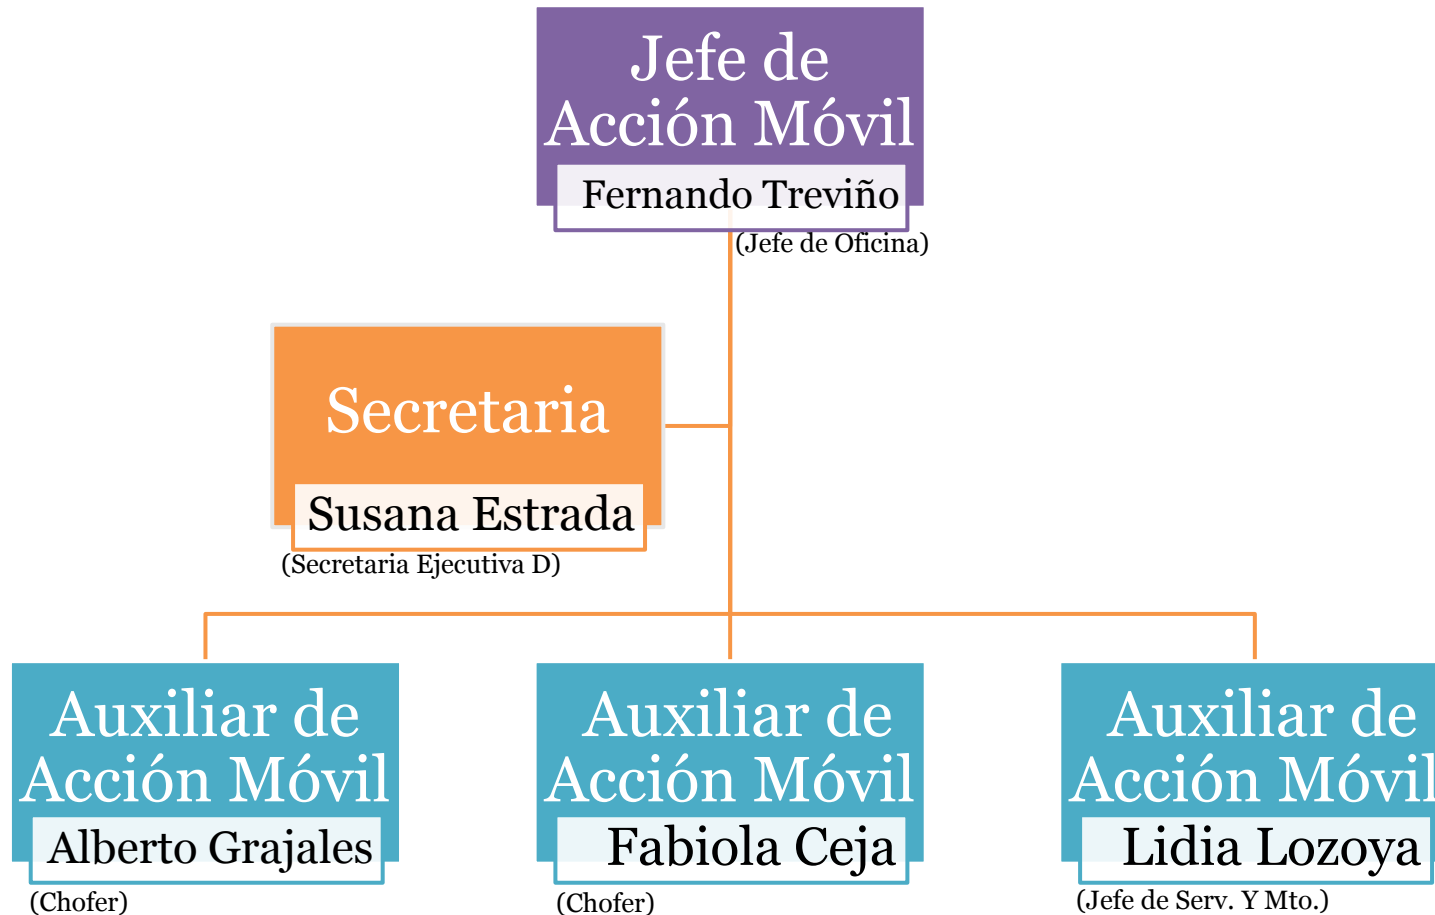 Jefe de
Acción Móvil
Fernando Treviño
(Jefe de Oficina)
Secretaria
Susana Estrada
(Secretaria Ejecutiva D)
Auxiliar de
Acción Móvil
Alberto Grajales
(Chofer)
Auxiliar de
Acción Móvil
Fabiola Ceja
(Chofer)
Auxiliar de
Acción Móvil
Lidia Lozoya
(Jefe de Serv. Y Mto.)